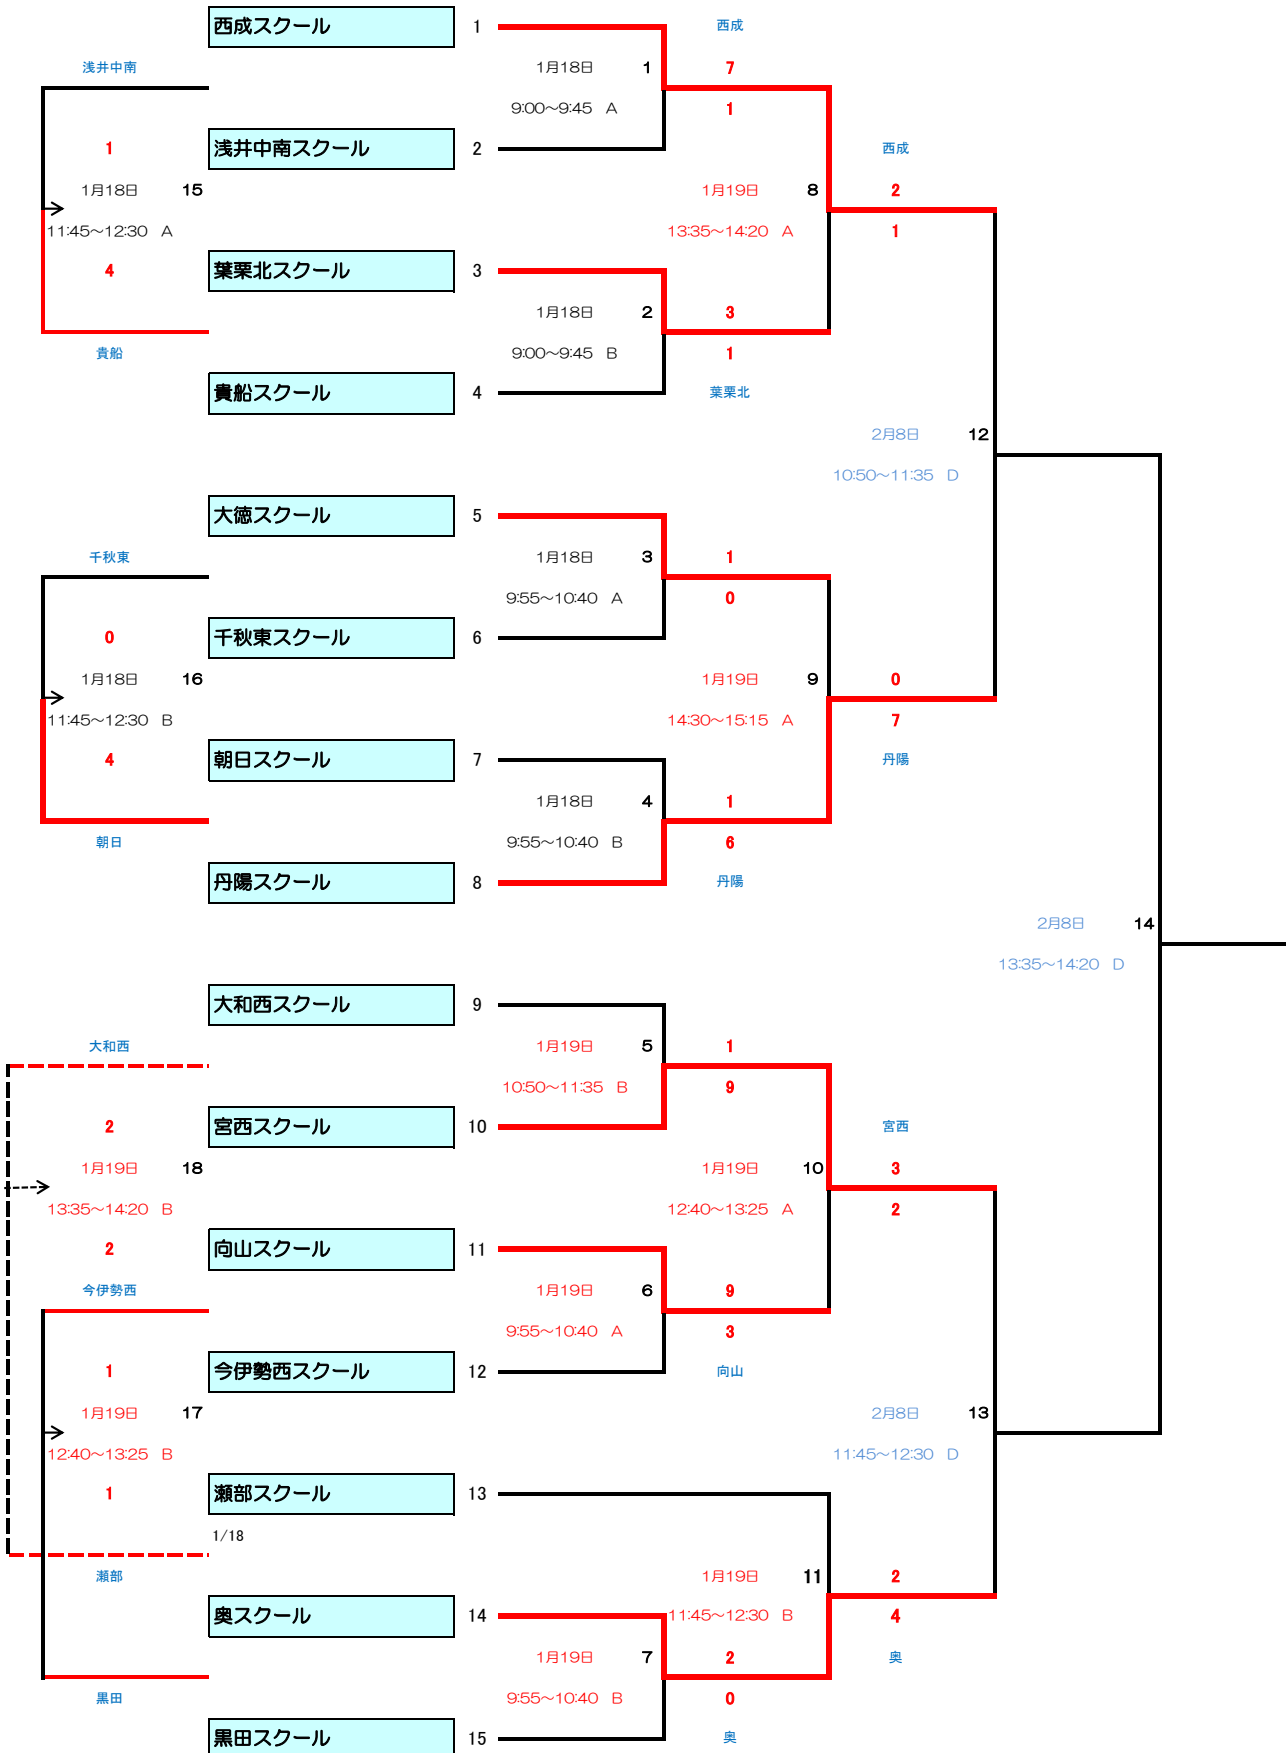 西成スクール 1 西成
浅井中南 1月18日 1 7
9:00～9:45 A 1
1 浅井中南スクール 2 西成
1月18日 15 1月19日 8 2
11:45～12:30 A 13:35～14:20 A 1
4 葉栗北スクール 3
1月18日 2 3
貴船 9:00～9:45 B 1
貴船スクール 4 葉栗北
2月8日 12
10:50～11:35 D
大徳スクール 5
千秋東 1月18日 3 1
9:55～10:40 A 0
0 千秋東スクール 6
1月18日 16 1月19日 9 0
11:45～12:30 B 14:30～15:15 A 7
4 朝日スクール 7 丹陽
1月18日 4 1
朝日 9:55～10:40 B 6
丹陽スクール 8 丹陽
2月8日 14
13:35～14:20 D
大和西スクール 9
大和西 1月19日 5 1
10:50～11:35 B 9
2 宮西スクール 10 宮西
1月19日 18 1月19日 10 3
13:35～14:20 B 12:40～13:25 A 2
2 向山スクール 11
今伊勢西 1月19日 6 9
9:55～10:40 A 3
1 今伊勢西スクール 12 向山
1月19日 17 2月8日 13
12:40～13:25 B 11:45～12:30 D
1 瀬部スクール 13
1/18
瀬部 1月19日 11 2
奥スクール 14 11:45～12:30 B 4
1月19日 7 2 奥
黒田 9:55～10:40 B 0
黒田スクール 15 奥